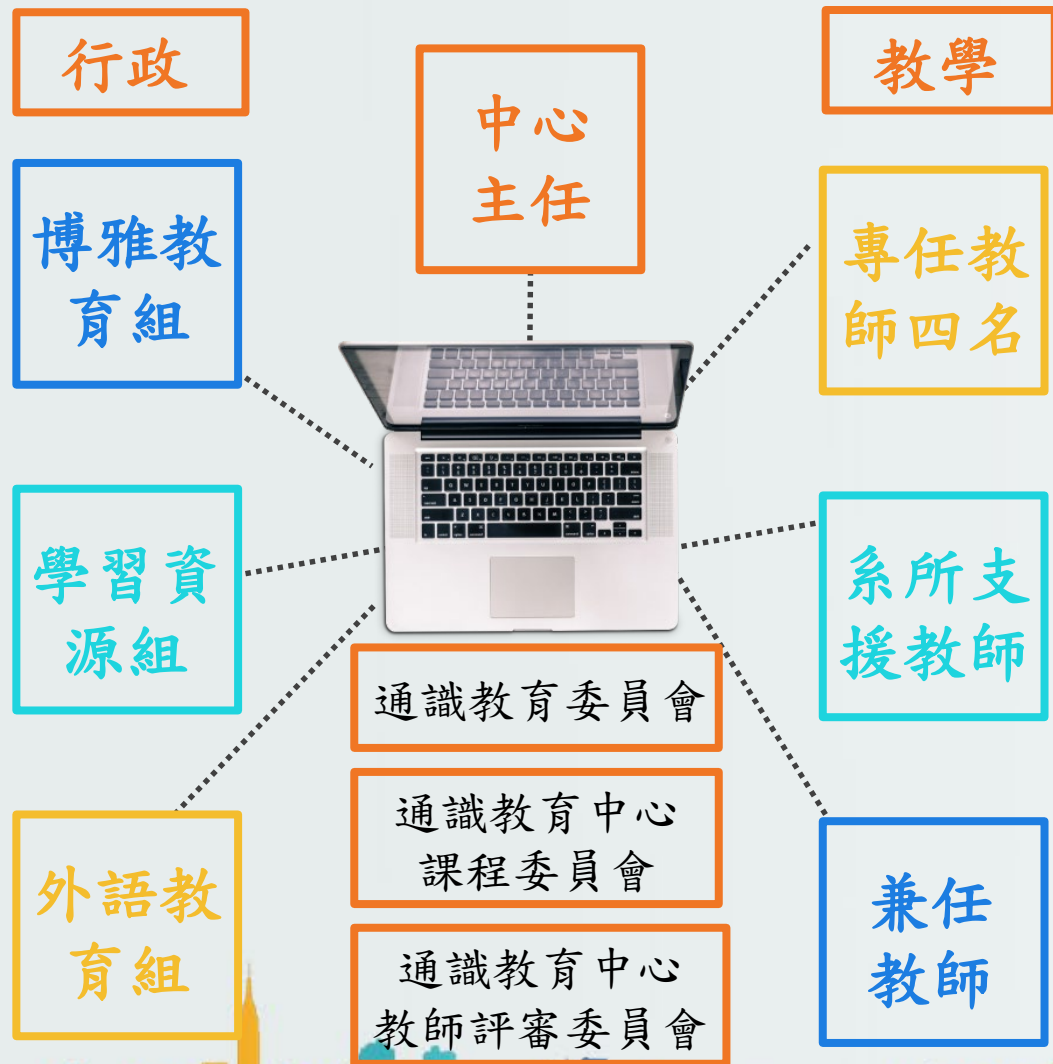 行政
中心
主任
教學
博雅教
育組
專任教
師四名
學習資
源組
系所支
援教師
外語教
育組
通識教育委員會
通識教育中心
課程委員會
通識教育中心
教師評審委員會
兼任
教師